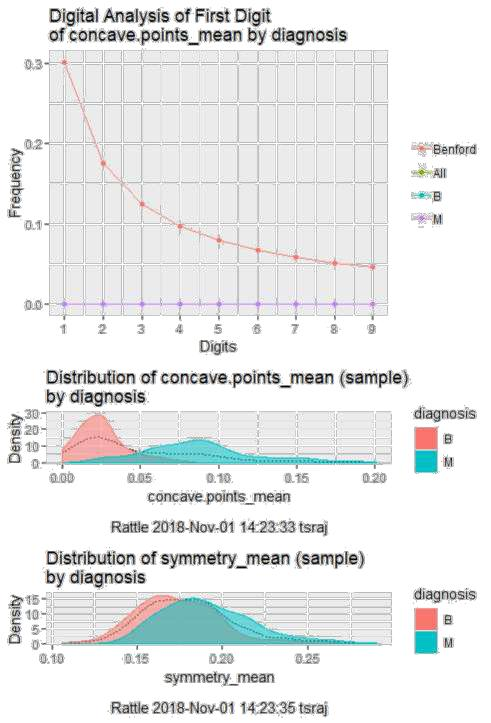 Digital Analysis of First Digit
of concave.points_mean by diagnosis
0.3
0.2
0.1
0.0
Frequency
1 2 3 4 5 6 7 8 9
Digits
Benford
All
B
M
Distribution of concave.points_mean (sample)
by diagnosis
30
20
10
0
Density
0.00 0.05 0.10 0.15 0.20
concave.points_mean
diagnosis
B
M
Rattle 2018-Nov-01 14:23:33 tsraj
Distribution of symmetry_mean (sample)
by diagnosis
15
10
5
0
Density
0.10 0.15 0.20 0.25
symmetry_mean
diagnosis
B
M
Rattle 2018-Nov-01 14:23:35 tsraj